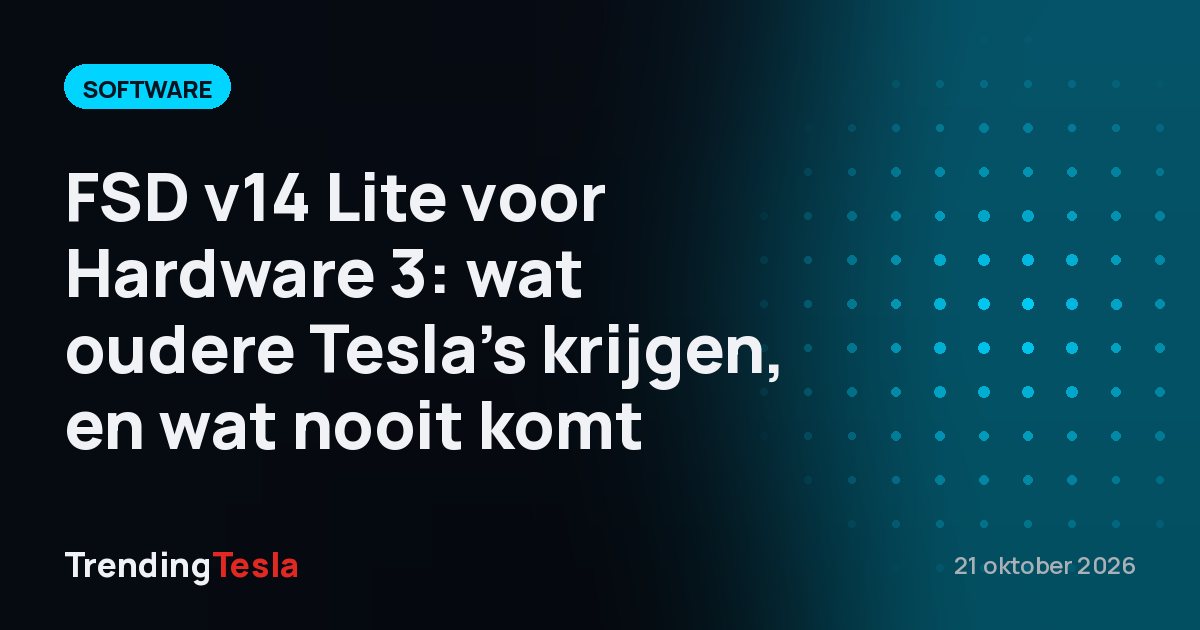 SOFTWARE
FSD v14 Lite voor
Hardware 3: wat
oudere Tesla’s krijgen,
en wat nooit komt
TrendingTesla
21 oktober 2026